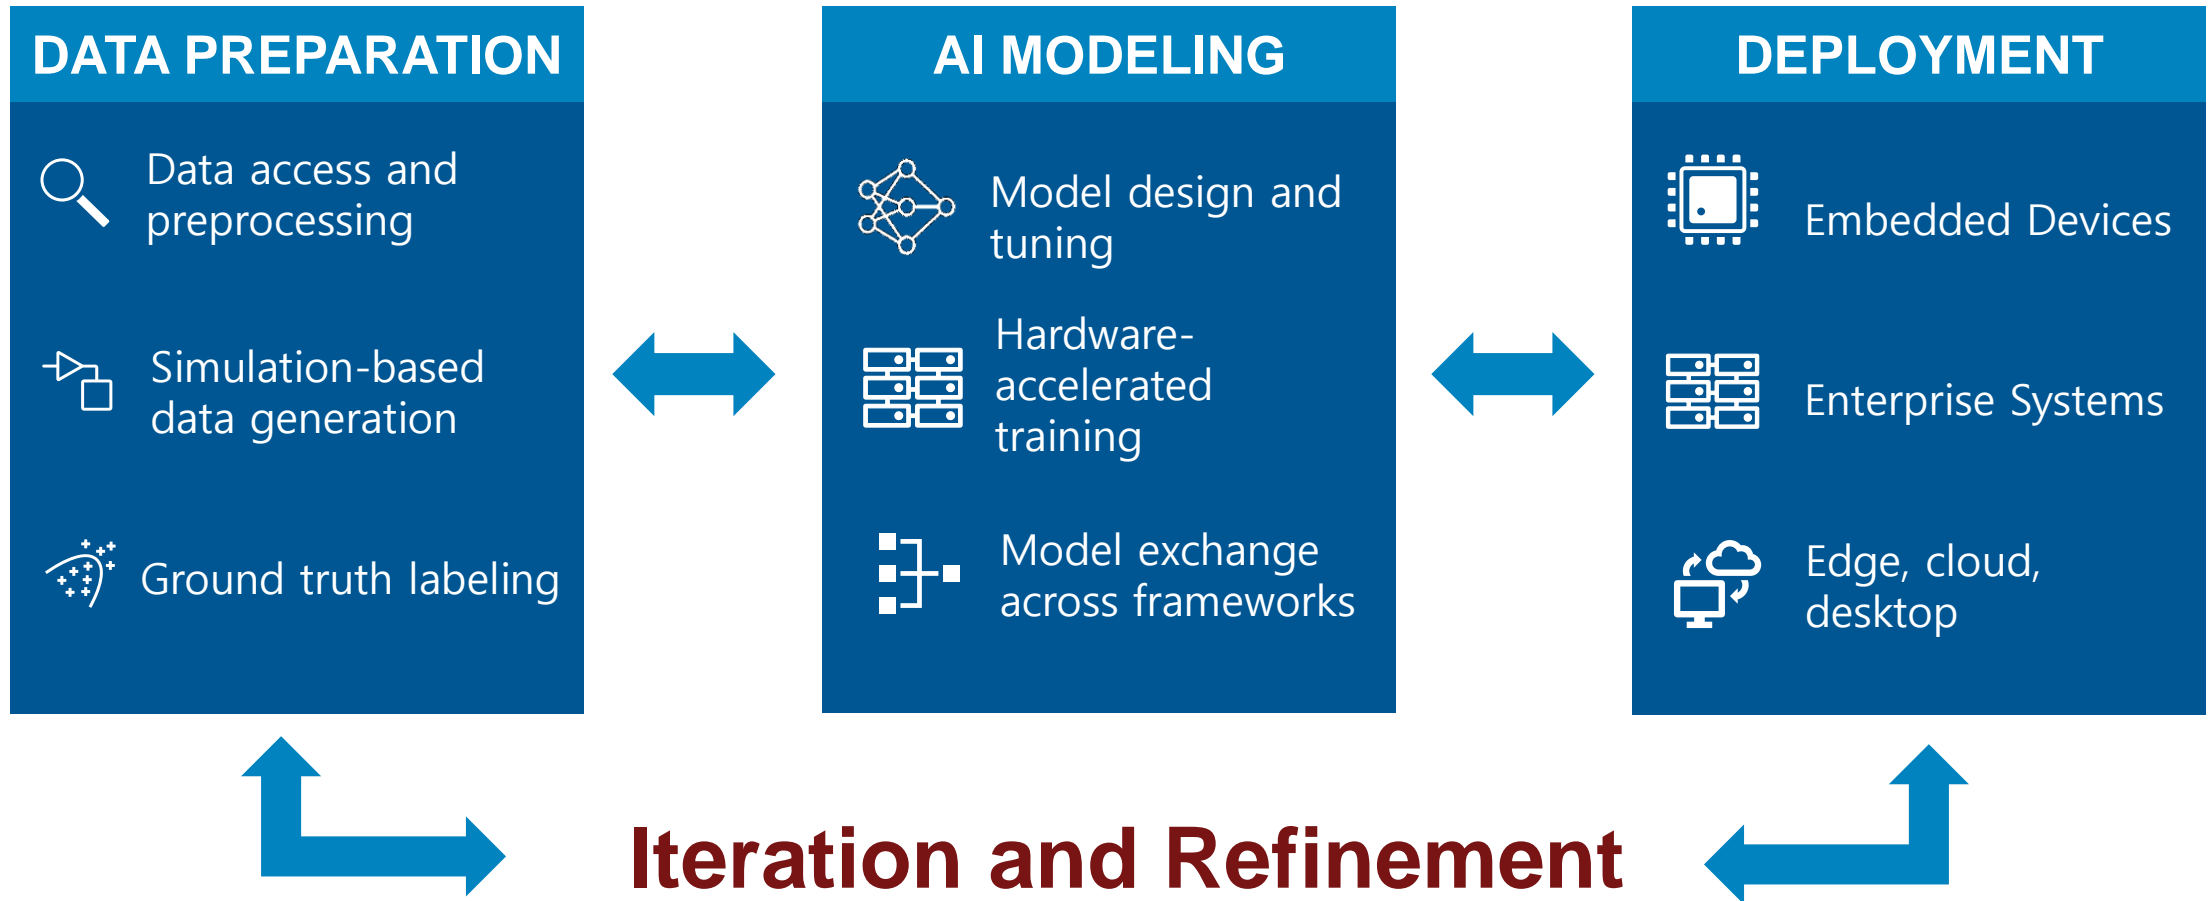 DATA PREPARATION
Data access and
preprocessing
Simulation-based
data generation
Ground truth labeling
AI MODELING
Model design and
tuning
Hardware-
accelerated
training
Model exchange
across frameworks
DEPLOYMENT
Embedded Devices
Enterprise Systems
Edge, cloud,
desktop
Iteration and Refinement